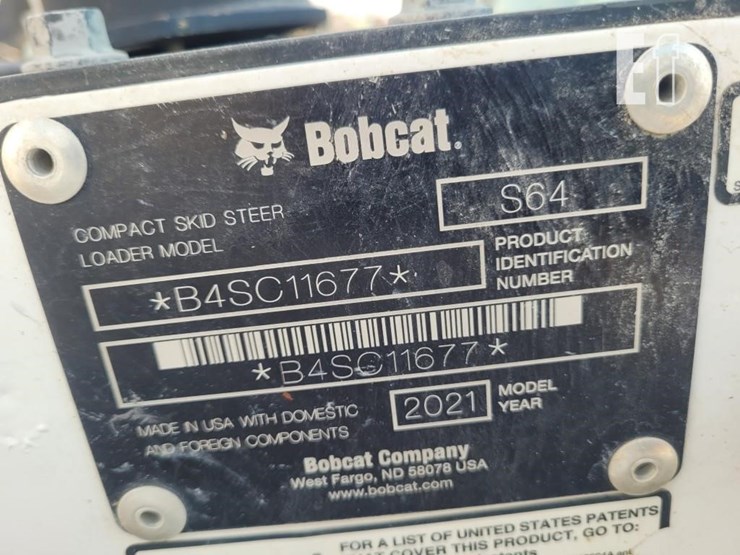 Bobcat®
COMPACT SKID STEER
LOADER MODEL
S64
*B4SC11677*
PRODUCT
IDENTIFICATION
NUMBER
*B4SC11677*
MADE IN USA WITH DOMESTIC
AND FOREIGN COMPONENTS
2021
MODEL
YEAR
Bobcat Company
West Fargo, ND 58078 USA
www.bobcat.com
FOR A LIST OF UNITED STATES PATENTS
COVER THIS PRODUCT, GO TO: